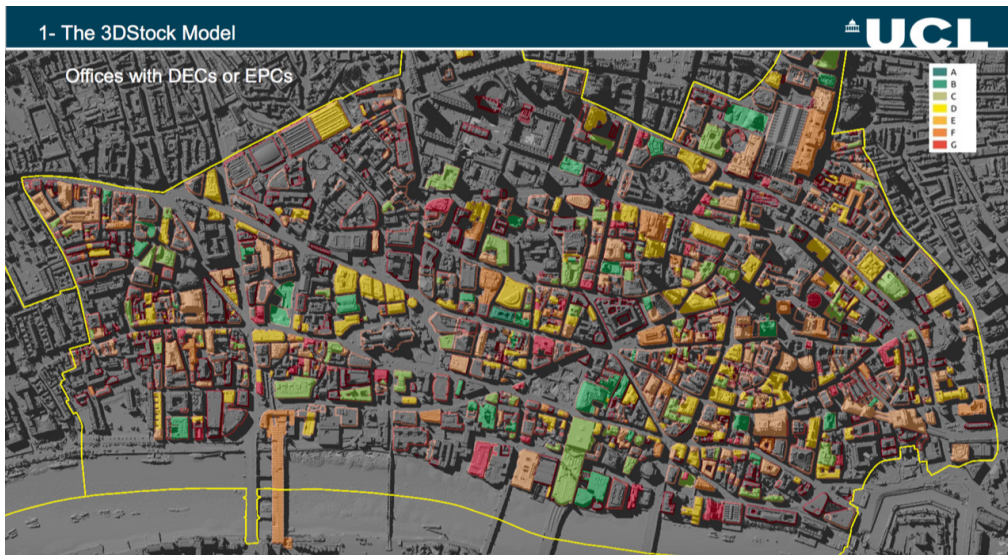 1- The 3DStock Model
UCL
Offices with DECs or EPCs
A
B
C
D
E
F
G